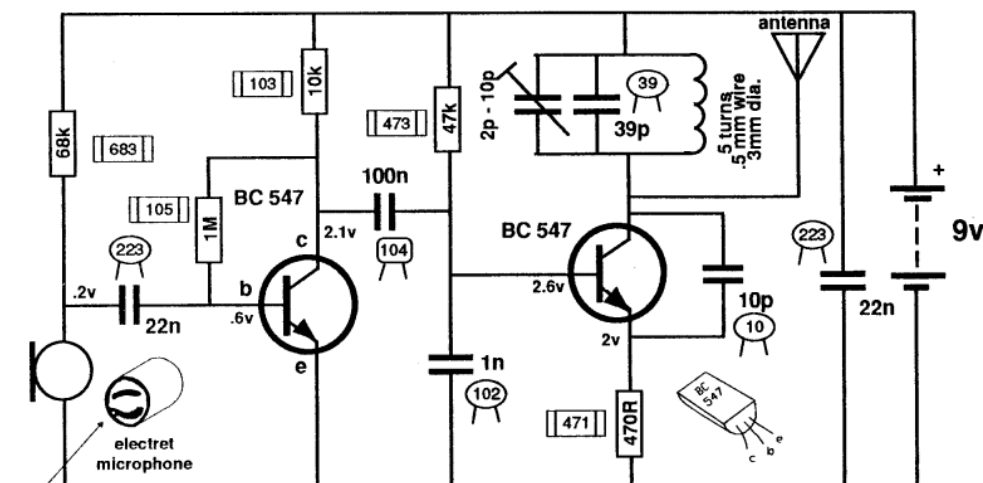 antenna
103
10k
39
2p - 10p
39p
5 turns
.5 mm wire
3mm dia.
473
47k
68k
683
100n
+
105
1M
BC 547
BC 547
9v
223
104
223
c
2.1v
.2v
b
.6v
22n
2.6v
10p
22n
10
2v
e
1n
102
BC
547
471
470R
e
b
c
electret
microphone